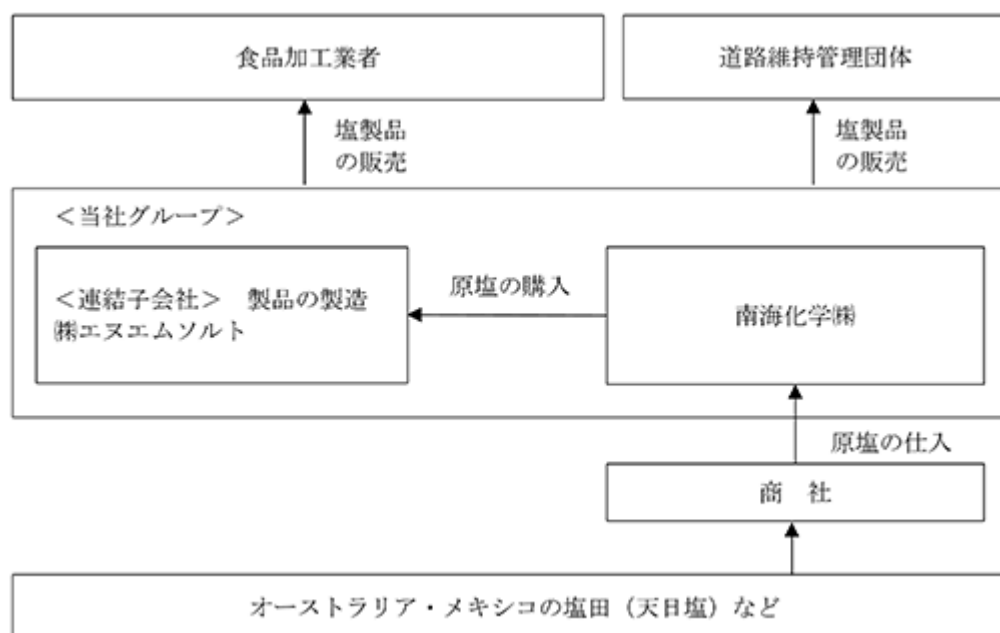 食品加工業者
道路維持管理団体
塩製品
の販売
塩製品
の販売
＜当社グループ＞
＜連結子会社＞　製品の製造
㈱エヌエムソルト
原塩の購入
南海化学㈱
原塩の仕入
商　社
オーストラリア・メキシコの塩田（天日塩）など